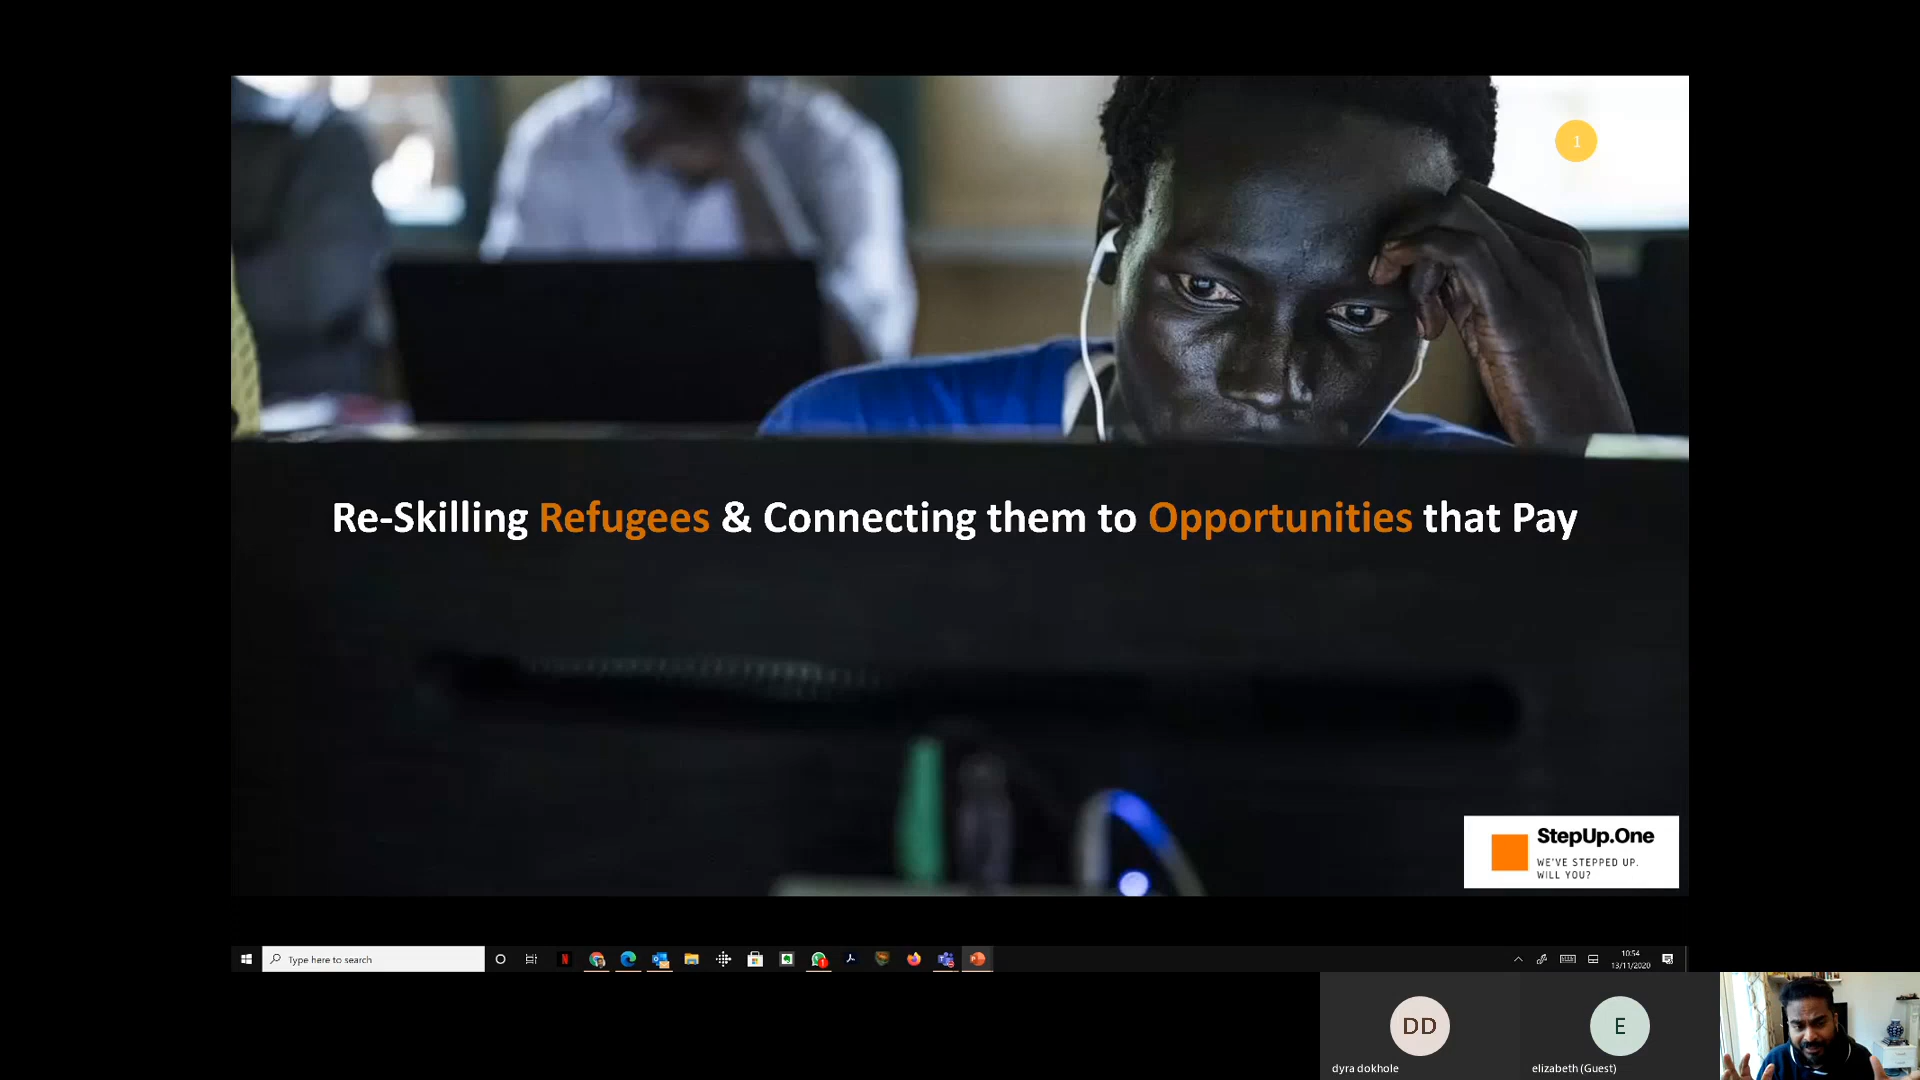 1
Re-Skilling Refugees & Connecting them to Opportunities that Pay
StepUp.One
WE'VE STEPPED UP.
WILL YOU?
Type here to search
10:54
13/11/2020
DD
E
dyra dokhole
elizabeth (Guest)